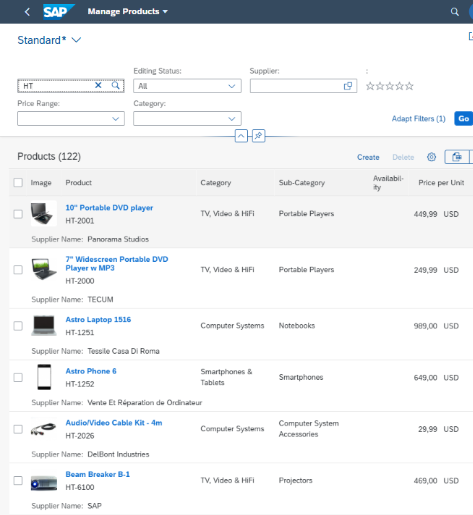 SAP Manage Products
Standard*
Editing Status: Supplier: :
HT All
Price Range: Category:
Adapt Filters (1) Go
Products (122) Create Delete
Image Product Category Sub-Category Availabil-
ity Price per Unit
10" Portable DVD player
HT-2001 TV, Video & HiFi Portable Players 449,99 USD
Supplier Name: Panorama Studios
7" Widescreen Portable DVD
Player w MP3
HT-2000 TV, Video & HiFi Portable Players 249,99 USD
Supplier Name: TECUM
Astro Laptop 1516
HT-1251 Computer Systems Notebooks 989,00 USD
Supplier Name: Tessile Casa Di Roma
Astro Phone 6
HT-1252 Smartphones &
Tablets Smartphones 649,00 USD
Supplier Name: Vente Et Réparation de Ordinateur
Audio/Video Cable Kit - 4m
HT-2026 Computer Systems Computer System
Accessories 29,99 USD
Supplier Name: DelBont Industries
Beam Breaker B-1
HT-6100 TV, Video & HiFi Projectors 469,00 USD
Supplier Name: SAP